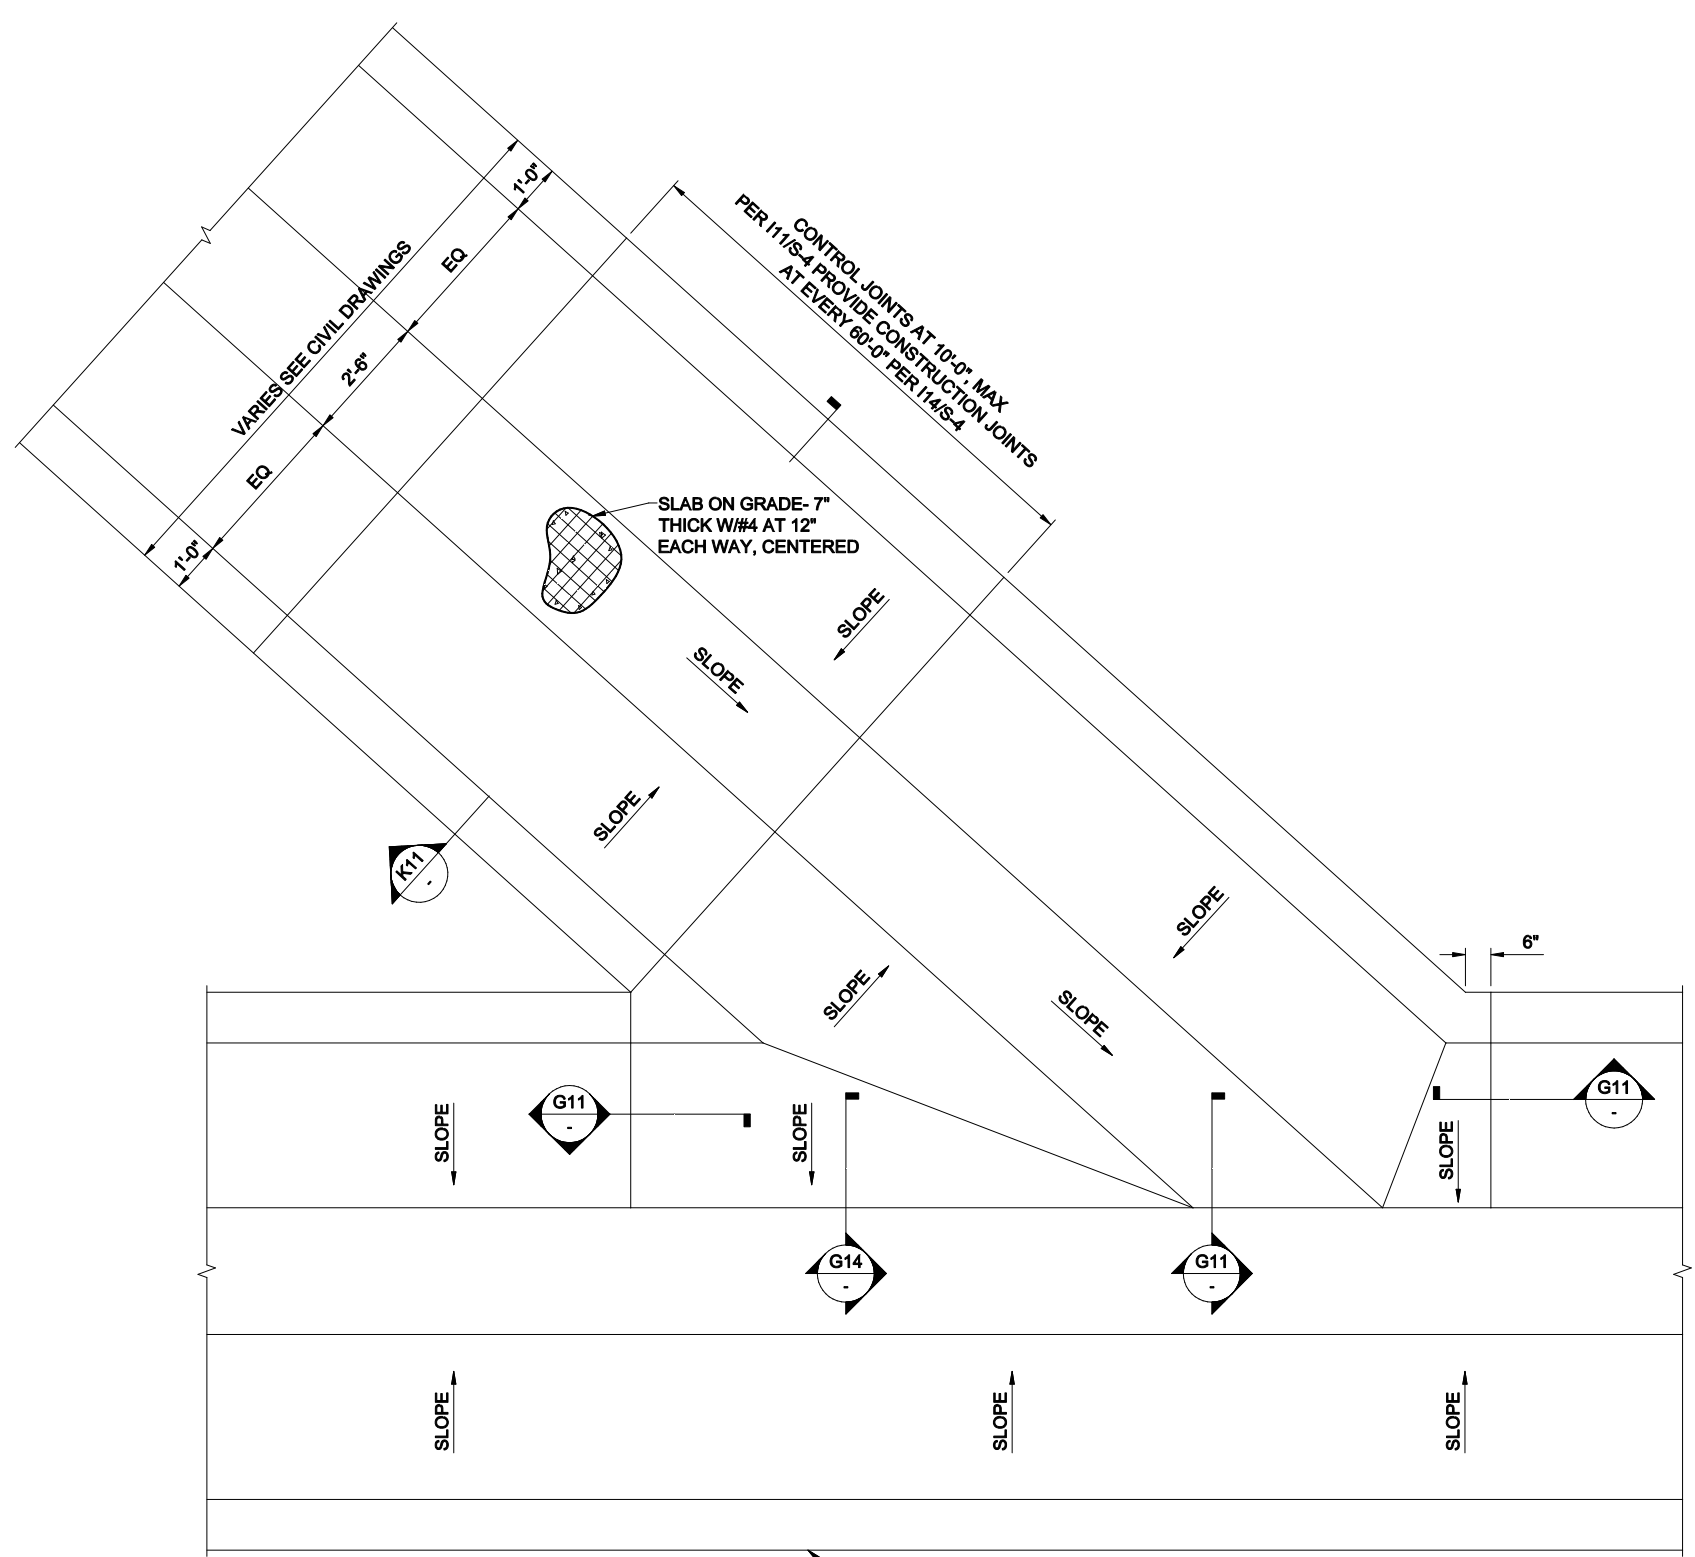 1'-0"
EQ
VARIES SEE CIVIL DRAWINGS
2'-6"
EQ
1'-0"
CONTROL JOINTS AT 10'-0", MAX
PER I11/S-4 PROVIDE CONSTRUCTION JOINTS
AT EVERY 60'-0" PER I14/S-4
SLAB ON GRADE- 7"
THICK W/#4 AT 12"
EACH WAY, CENTERED
SLOPE
SLOPE
SLOPE
K11
-
SLOPE
6"
SLOPE
SLOPE
G11
-
G11
-
SLOPE
SLOPE
SLOPE
G14
-
G11
-
SLOPE
SLOPE
SLOPE